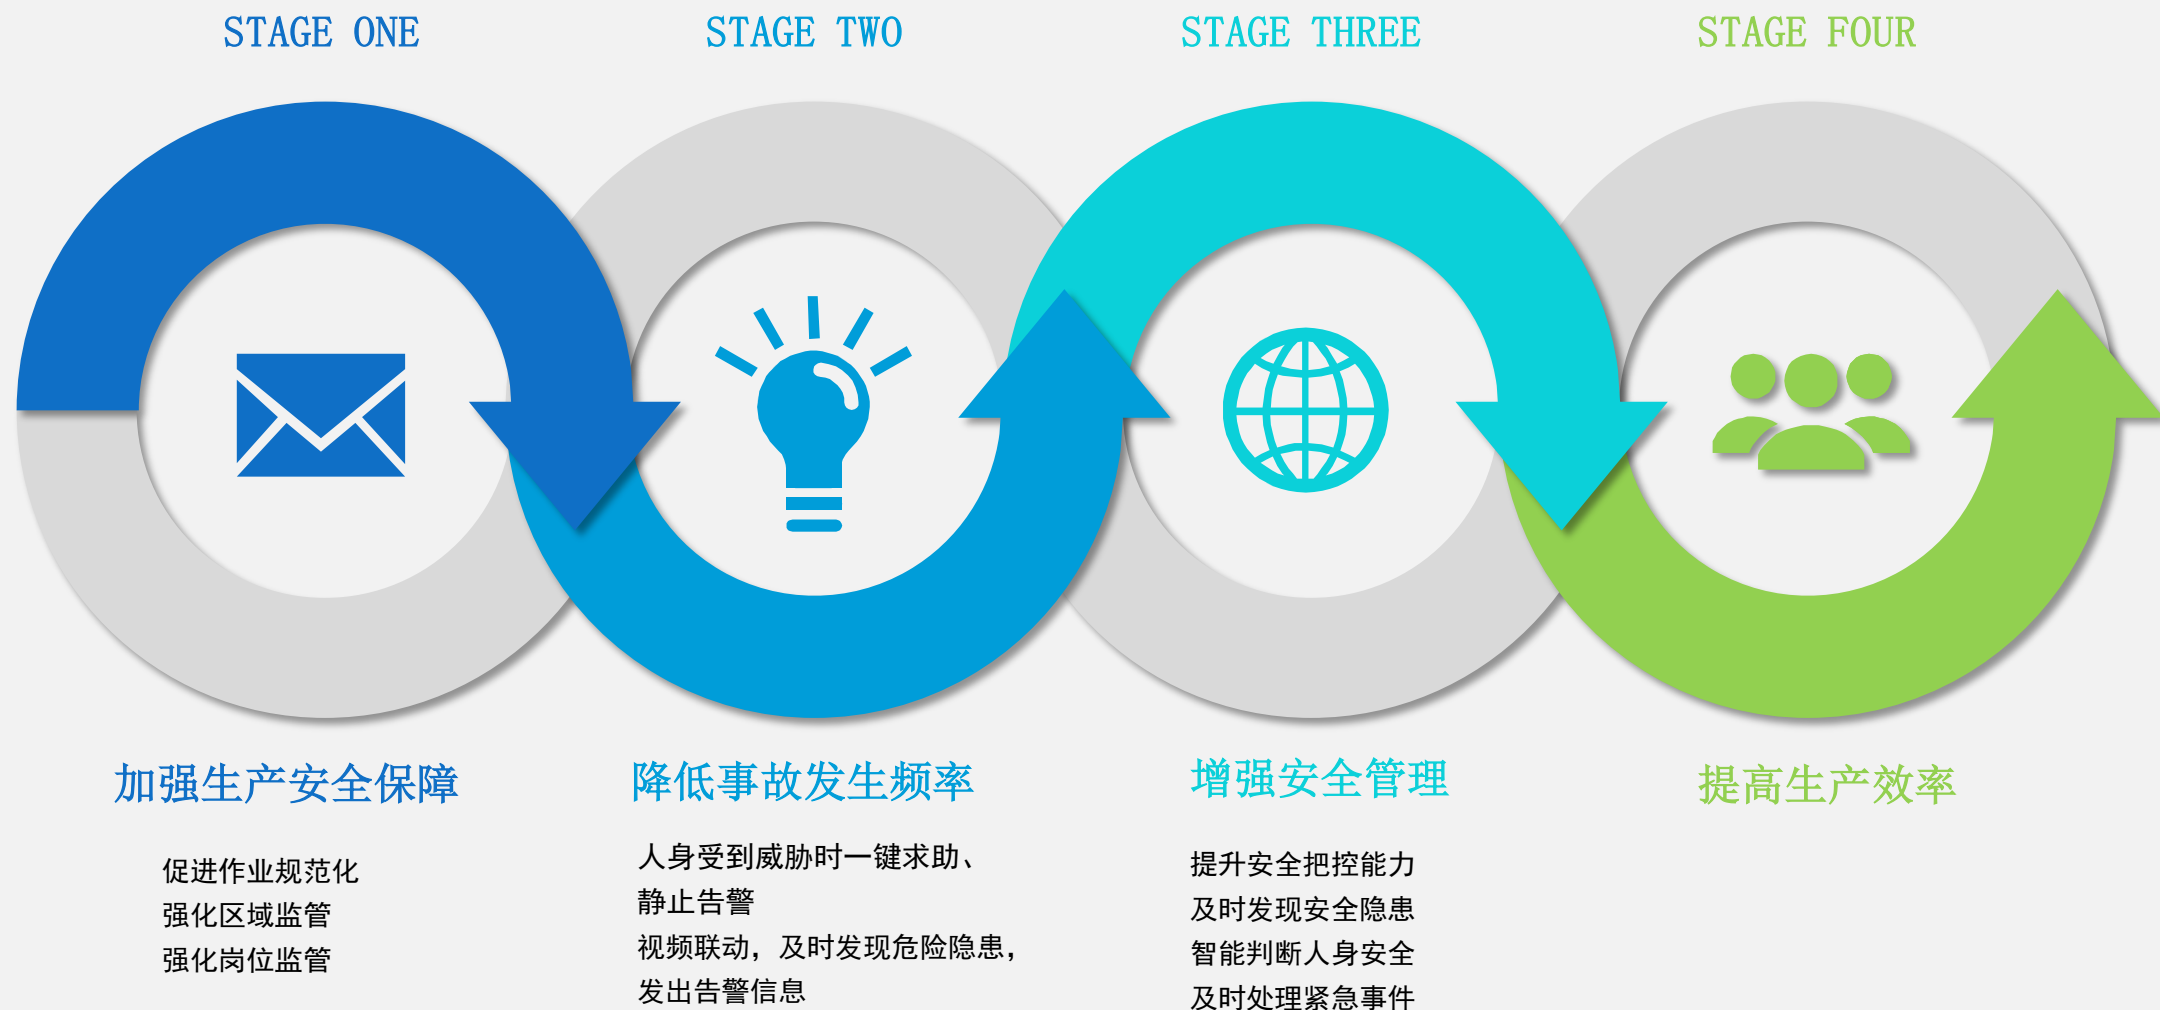 STAGE ONE
STAGE TWO
STAGE THREE
STAGE FOUR
加强生产安全保障
促进作业规范化
强化区域监管
强化岗位监管
降低事故发生频率
人身受到威胁时一键求助、
静止告警
视频联动，及时发现危险隐患，
发出告警信息
增强安全管理
提升安全把控能力
及时发现安全隐患
智能判断人身安全
及时处理紧急事件
提高生产效率